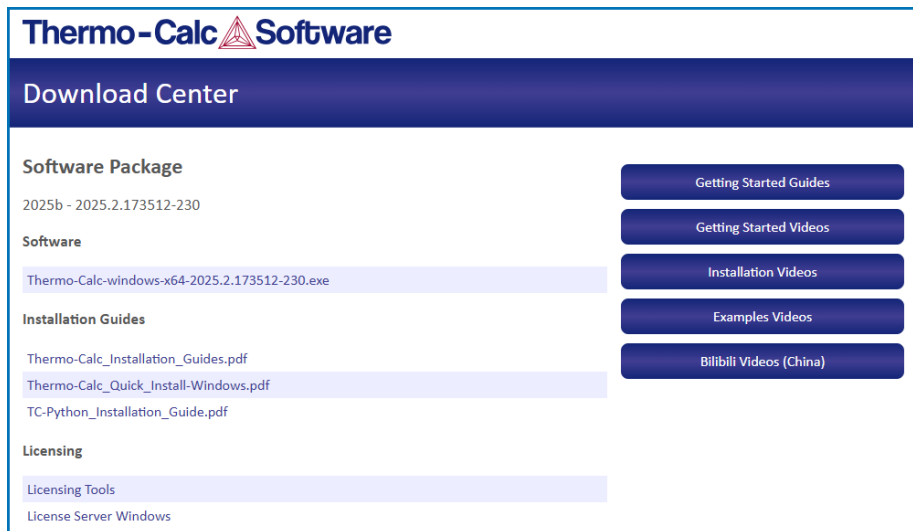 Thermo-Calc Software
Download Center
Software Package
2025b - 2025.2.173512-230
Software
Thermo-Calc-windows-x64-2025.2.173512-230.exe
Installation Guides
Thermo-Calc_Installation_Guides.pdf
Thermo-Calc_Quick_Install-Windows.pdf
TC-Python_Installation_Guide.pdf
Licensing
Licensing Tools
License Server Windows
Getting Started Guides
Getting Started Videos
Installation Videos
Examples Videos
Bilibili Videos (China)